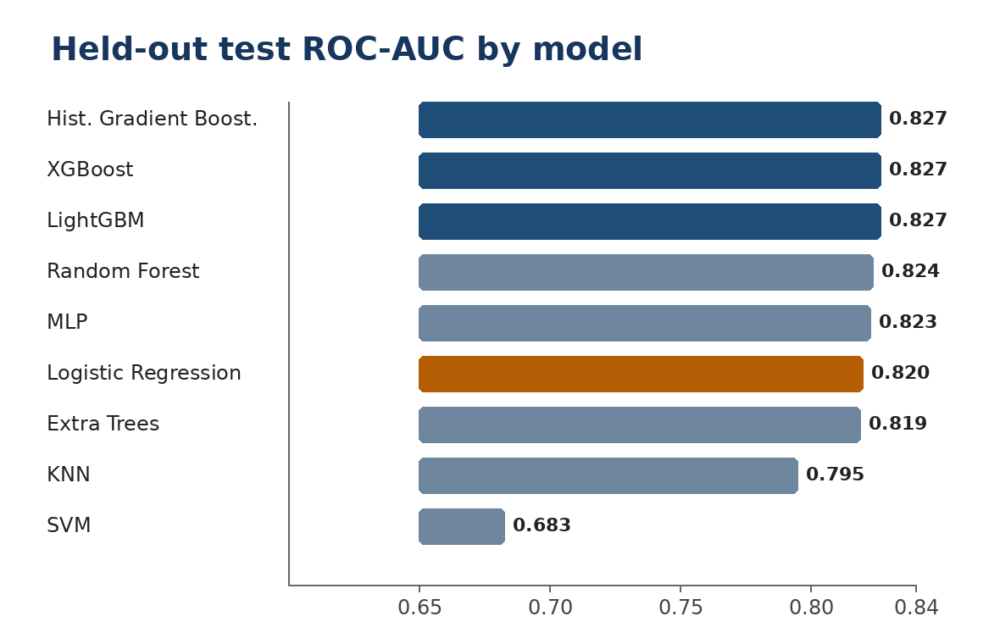 Held-out test ROC-AUC by model
Hist. Gradient Boost. 0.827
XGBoost 0.827
LightGBM 0.827
Random Forest 0.824
MLP 0.823
Logistic Regression 0.820
Extra Trees 0.819
KNN 0.795
SVM 0.683
0.65 0.70 0.75 0.80 0.84